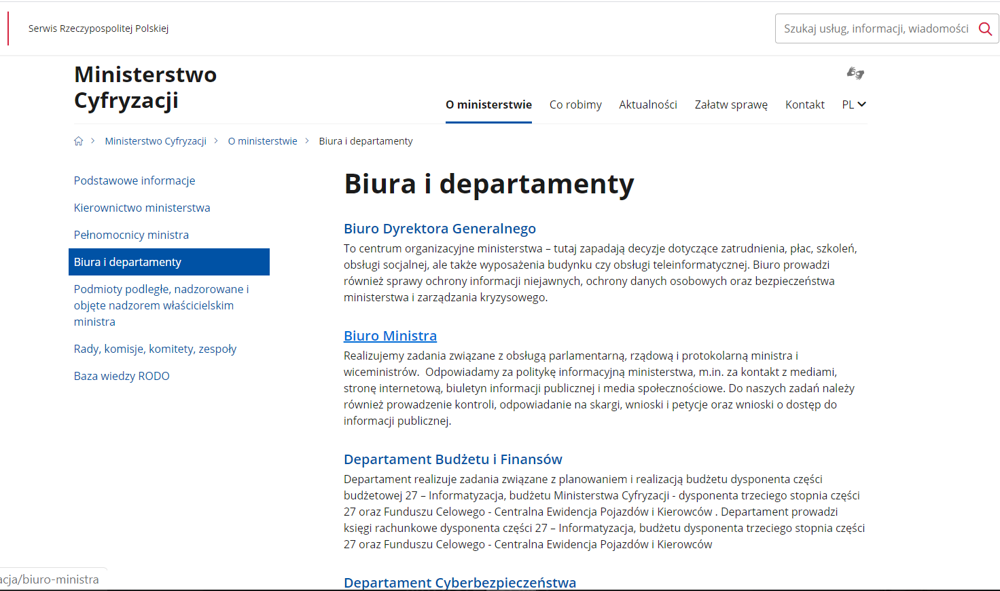 Serwis Rzeczypospolitej Polskiej
Szukaj usług, informacji, wiadomości
Ministerstwo
Cyfryzacji
O ministerstwie Co robimy Aktualności Załatw sprawę Kontakt PL
Ministerstwo Cyfryzacji > O ministerstwie > Biura i departamenty
Podstawowe informacje
Kierownictwo ministerstwa
Pełnomocnicy ministra
Biura i departamenty
Podmioty podległe, nadzorowane i
objęte nadzorem właścicielskim
ministra
Rady, komisje, komitety, zespoły
Baza wiedzy RODO
Biura i departamenty
Biuro Dyrektora Generalnego
To centrum organizacyjne ministerstwa – tutaj zapadają decyzje dotyczące zatrudnienia, płac, szkoleń,
obsługi socjalnej, ale także wyposażenia budynku czy obsługi teleinformatycznej. Biuro prowadzi
również sprawy ochrony informacji niejawnych, ochrony danych osobowych oraz bezpieczeństwa
ministerstwa i zarządzania kryzysowego.
Biuro Ministra
Realizujemy zadania związane z obsługą parlamentarną, rządową i protokolarną ministra i
wiceministrów. Odpowiadamy za politykę informacyjną ministerstwa, m.in. za kontakt z mediami,
stronę internetową, biuletyn informacji publicznej i media społecznościowe. Do naszych zadań należy
również prowadzenie kontroli, odpowiadanie na skargi, wnioski i petycje oraz wnioski o dostęp do
informacji publicznej.
Departament Budżetu i Finansów
Departament realizuje zadania związane z planowaniem i realizacją budżetu dysponenta części
budżetowej 27 – Informatyzacja, budżetu Ministerstwa Cyfryzacji - dysponenta trzeciego stopnia części
27 oraz Funduszu Celowego - Centralna Ewidencja Pojazdów i Kierowców . Departament prowadzi
księgi rachunkowe dysponenta części 27 – Informatyzacja, budżetu dysponenta trzeciego stopnia części
27 oraz Funduszu Celowego - Centralna Ewidencja Pojazdów i Kierowców
Departament Cyberbezpieczeństwa
acja/biuro-ministra